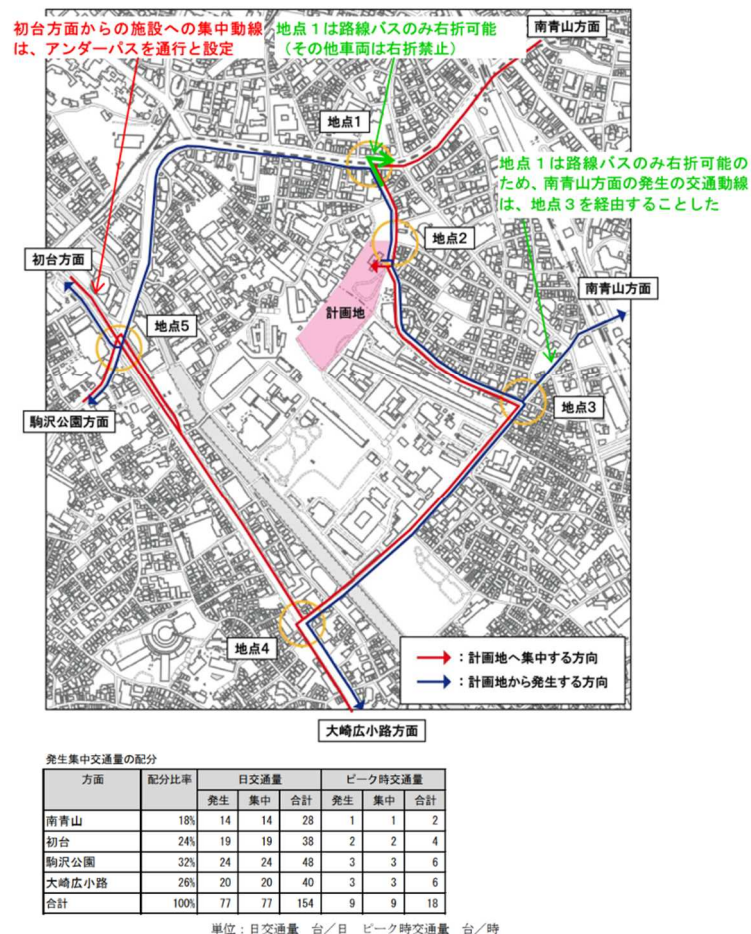 初台方面からの施設への集中動線
は、アンダーパスを通行と設定
地点１は路線バスのみ右折可能
（その他車両は右折禁止）
南青山方面
地点1
地点１は路線バスのみ右折可能の
ため、南青山方面の発生の交通動線
は、地点３を経由することした
地点2
初台方面
南青山方面
計画地
地点5
地点3
駒沢公園方面
地点4
：計画地へ集中する方向
：計画地から発生する方向
大崎広小路方面
発生集中交通量の配分
方面 配分比率 日交通量 ピーク時交通量
発生 集中 合計 発生 集中 合計
南青山 18% 14 14 28 1 1 2
初台 24% 19 19 38 2 2 4
駒沢公園 32% 24 24 48 3 3 6
大崎広小路 26% 20 20 40 3 3 6
合計 100% 77 77 154 9 9 18
単位：日交通量　台／日　ピーク時交通量　台／時